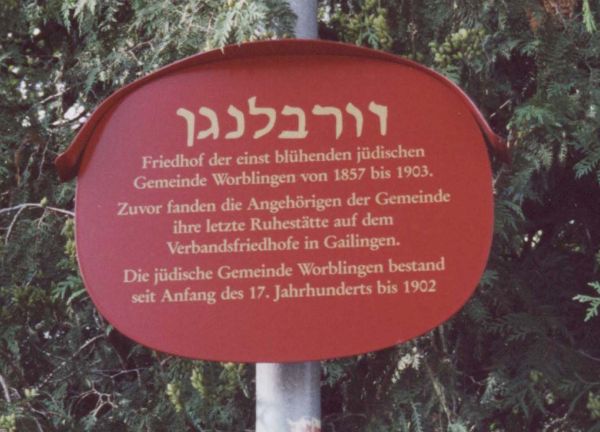 וורבלנגן
Friedhof der einst blühenden jüdischen
Gemeinde Worblingen von 1857 bis 1903.
Zuvor fanden die Angehörigen der Gemeinde
ihre letzte Ruhestätte auf dem
Verbandsfriedhofe in Gailingen.
Die jüdische Gemeinde Worblingen bestand
seit Anfang des 17. Jahrhunderts bis 1902